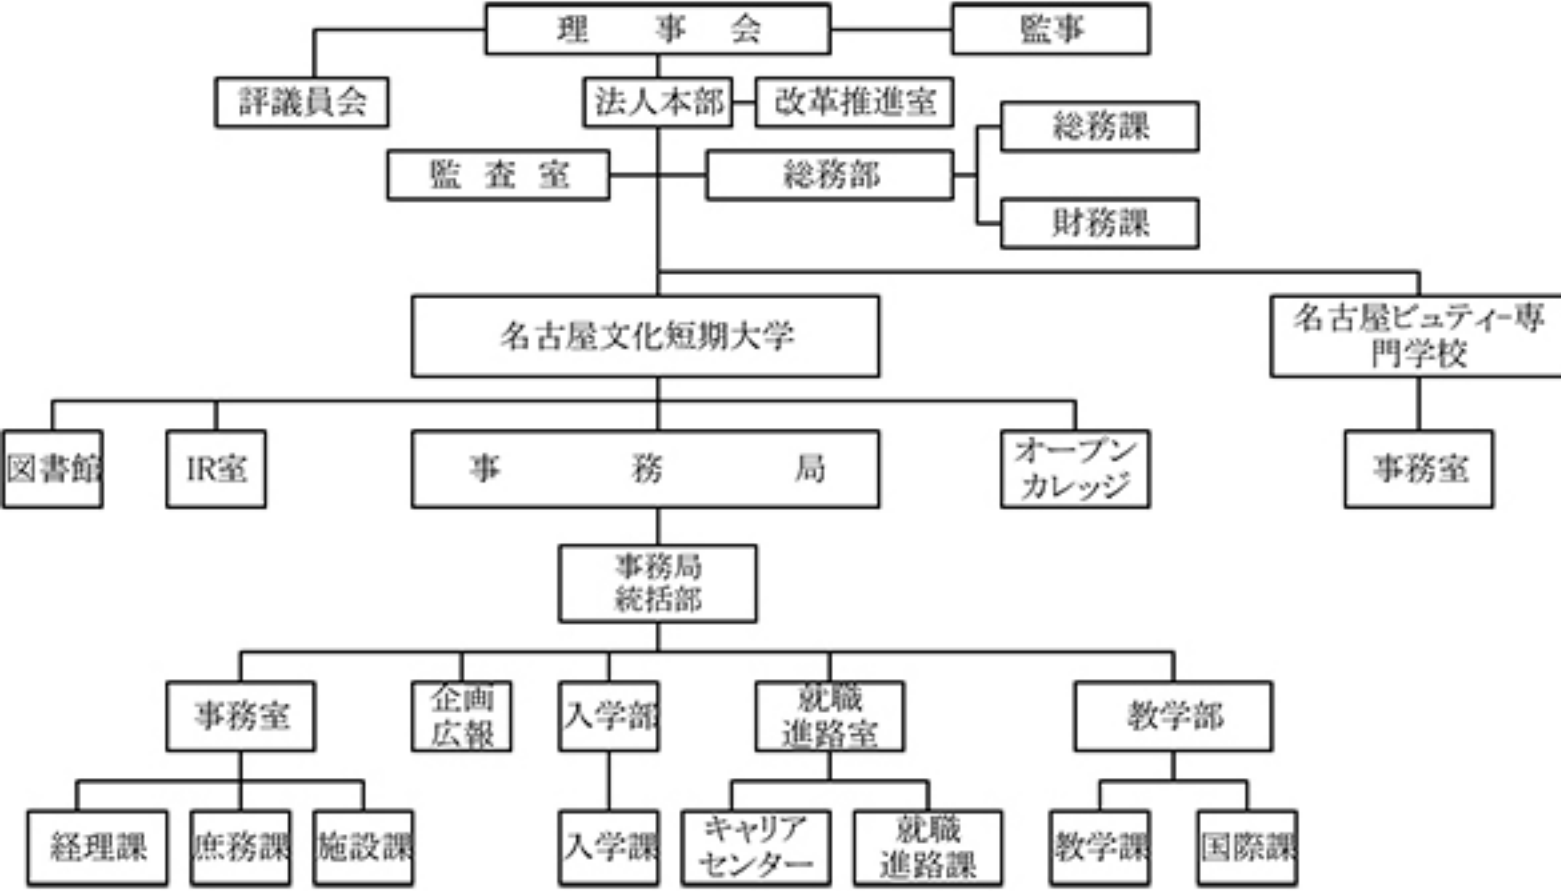 理事会
監事
評議員会
法人本部
改革推進室
総務課
監査室
総務部
財務課
名古屋文化短期大学
名古屋ビュティｰ専
門学校
図書館
IR室
事務局
オープン
カレッジ
事務室
事務局
統括部
事務室
企画
広報
入学部
就職
進路室
教学部
経理課
庶務課
施設課
入学課
キャリア
センター
就職
進路課
教学課
国際課